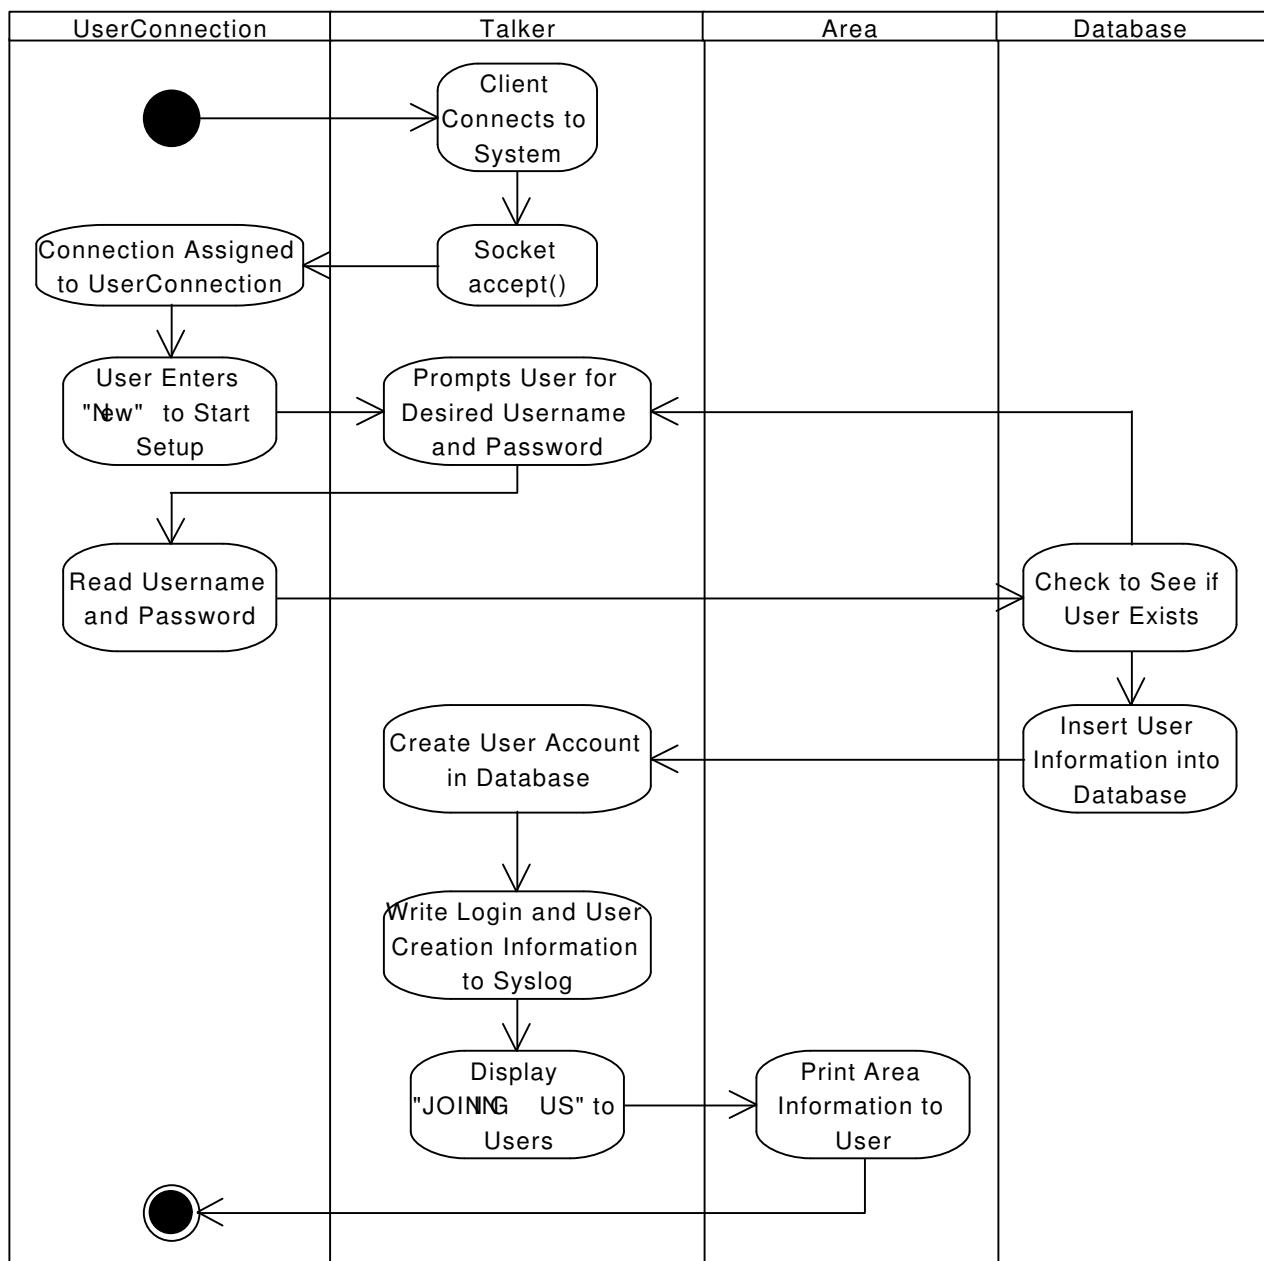 UserConnection Talker Area Database
Client
Connects to
System
Connection Assigned
to UserConnection
Socket
accept()
User Enters
"New" to Start
Setup
Prompts User for
Desired Username
and Password
Read Username
and Password
Check to See if
User Exists
Create User Account
in Database
Insert User
Information into
Database
Write Login and User
Creation Information
to Syslog
Display
"JOINING US" to
Users
Print Area
Information to
User